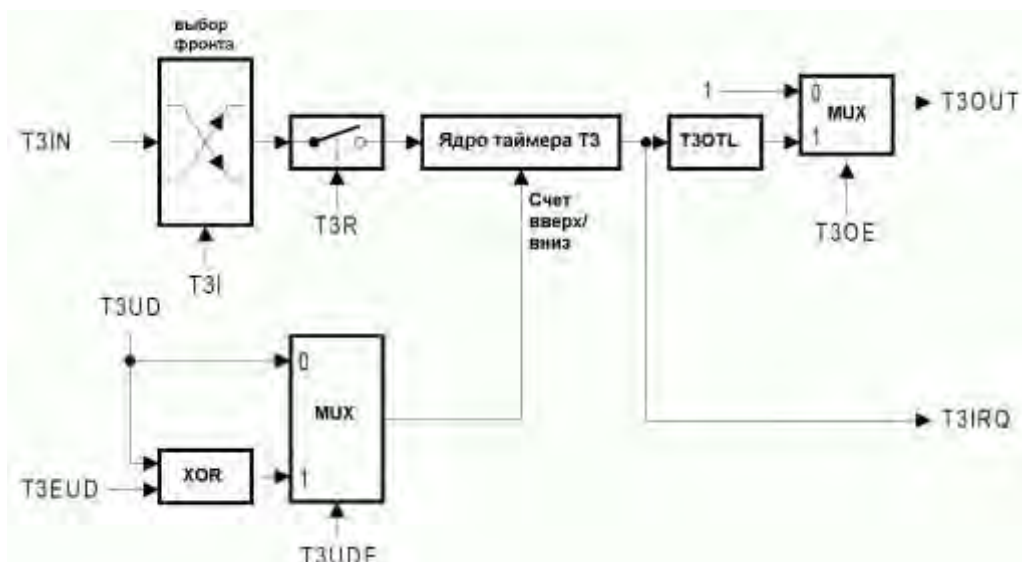 выбор
фронта
T3IN
T3I
T3R
Ядро таймера Т3
T3OTL
1
0
1
MUX
T3OUT
T3OE
Счет
вверх/
вниз
T3UD
0
1
MUX
XOR
T3EUD
T3UDE
T3IRQ